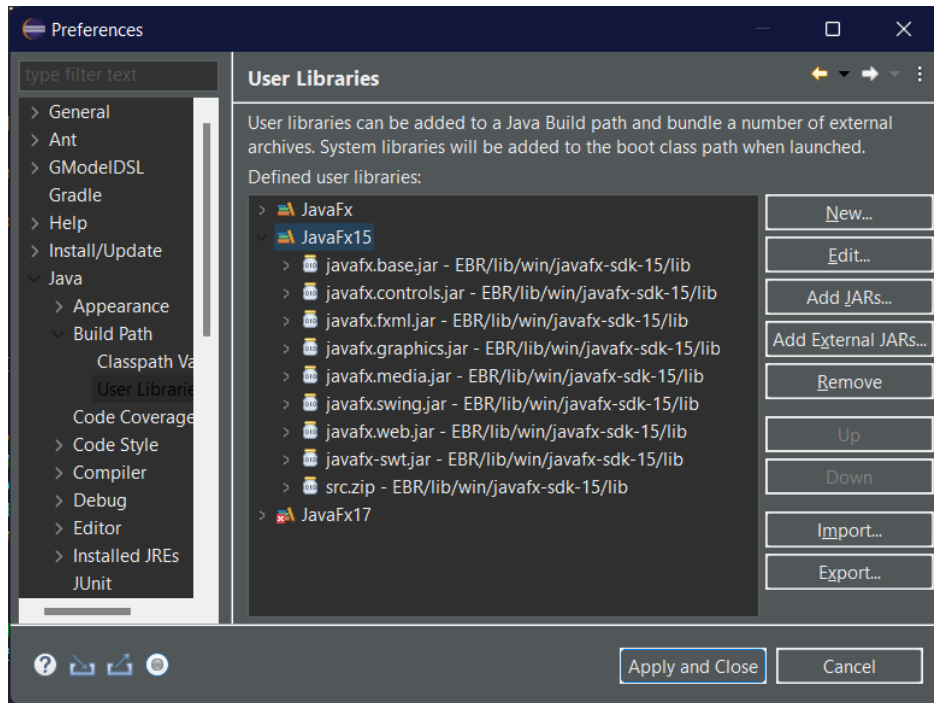 Preferences
type filter text
General
Ant
GModelDSL
Gradle
Help
Install/Update
Java
Appearance
Build Path
Classpath Va
User Librarie
Code Coverage
Code Style
Compiler
Debug
Editor
Installed JREs
JUnit
User Libraries
User libraries can be added to a Java Build path and bundle a number of external
archives. System libraries will be added to the boot class path when launched.
Defined user libraries:
JavaFx
JavaFx15
javafx.base.jar - EBR/lib/win/javafx-sdk-15/lib
javafx.controls.jar - EBR/lib/win/javafx-sdk-15/lib
javafx.fxml.jar - EBR/lib/win/javafx-sdk-15/lib
javafx.graphics.jar - EBR/lib/win/javafx-sdk-15/lib
javafx.media.jar - EBR/lib/win/javafx-sdk-15/lib
javafx.swing.jar - EBR/lib/win/javafx-sdk-15/lib
javafx.web.jar - EBR/lib/win/javafx-sdk-15/lib
javafx-swt.jar - EBR/lib/win/javafx-sdk-15/lib
src.zip - EBR/lib/win/javafx-sdk-15/lib
JavaFx17
New...
Edit...
Add JARs...
Add External JARs...
Remove
Up
Down
Import...
Export...
Apply and Close
Cancel